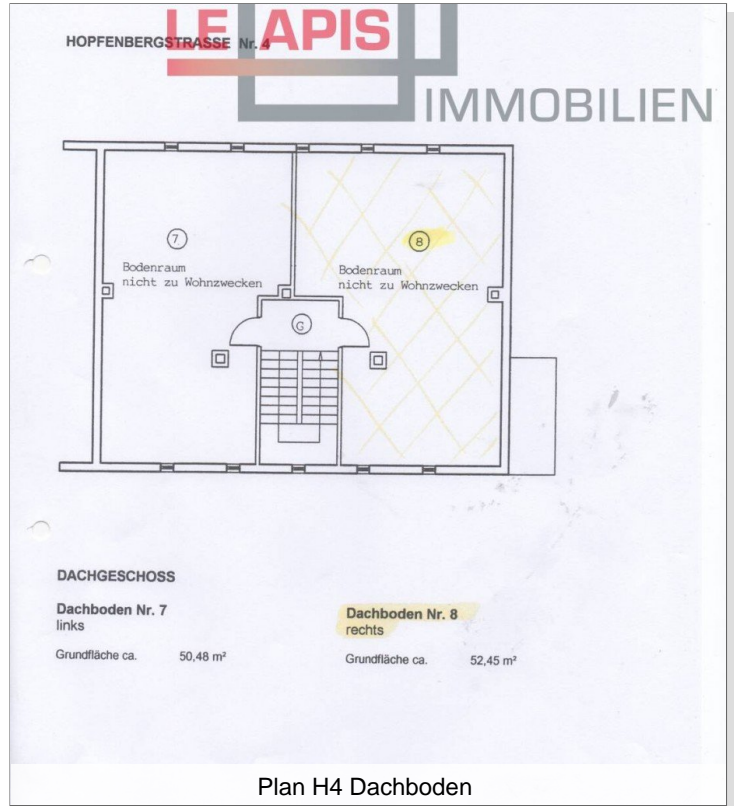 LE APIS
HOPFENBERGSTRASSE Nr. 4
IMMOBILIEN
7
8
Bodenraum
nicht zu Wohnzwecken
Bodenraum
nicht zu Wohnzwecken
G
DACHGESCHOSS
Dachboden Nr. 7
links
Grundfläche ca. 50,48 m²
Dachboden Nr. 8
rechts
Grundfläche ca. 52,45 m²
Plan H4 Dachboden